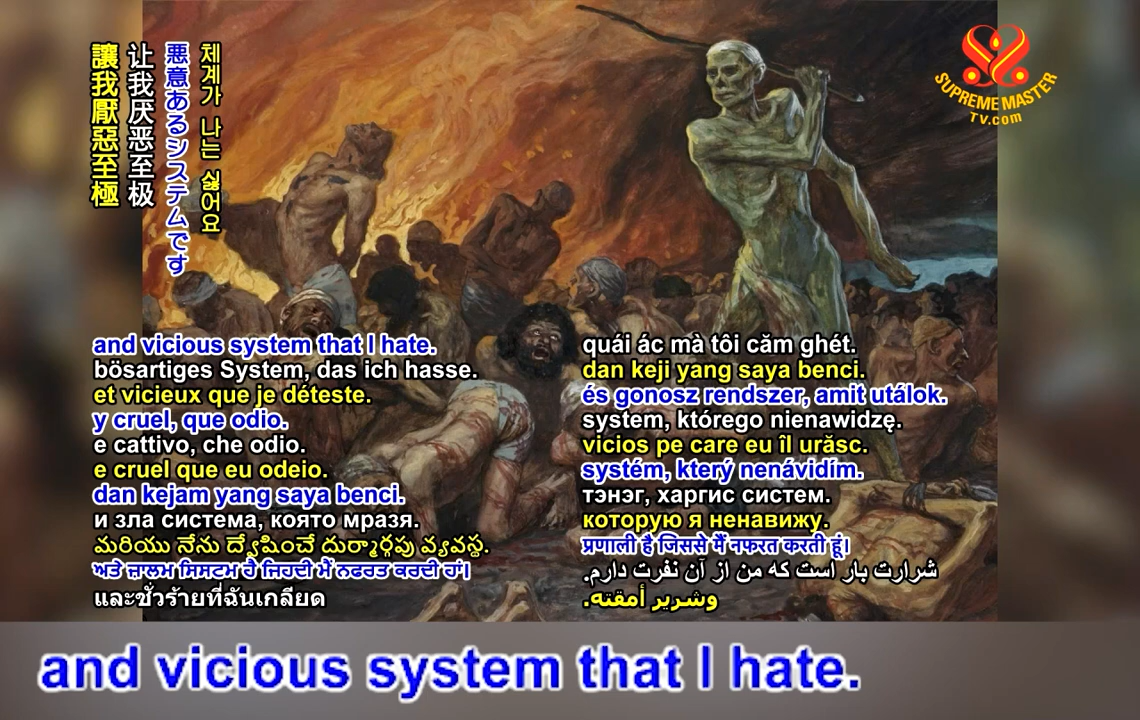 讓我厭惡至極
让我厌恶至极
悪意あるシステムです
체계가 나는 싫어요
SUPREME MASTER
TV.com
and vicious system that I hate.
bösartiges System, das ich hasse.
et vicieux que je déteste.
y cruel, que odio.
e cattivo, che odio.
e cruel que eu odeio.
dan kejam yang saya benci.
и зла система, която мразя.
మరియు నేను ద్వేషించే దుర్మార్గపు వ్యవస్థ.
ਅਤੇ ਜ਼ਾਲਮ ਸਿਸਟਮ ਹੈ ਜਿਹਦੀ ਮੈਂ ਨਫਰਤ ਕਰਦੀ ਹਾਂ।
และชั่วร้ายที่ฉันเกลียด
quái ác mà tôi căm ghét.
dan keji yang saya benci.
és gonosz rendszer, amit utálok.
system, którego nienawidzę.
vicios pe care eu îl urăsc.
systém, který nenávidím.
тэнэг, харгис систем.
которую я ненавижу.
प्रणाली है जिससे मैं नफरत करती हूं।
شرارت بار است که من از آن نفرت دارم.
وشرير أمقته.
and vicious system that I hate.